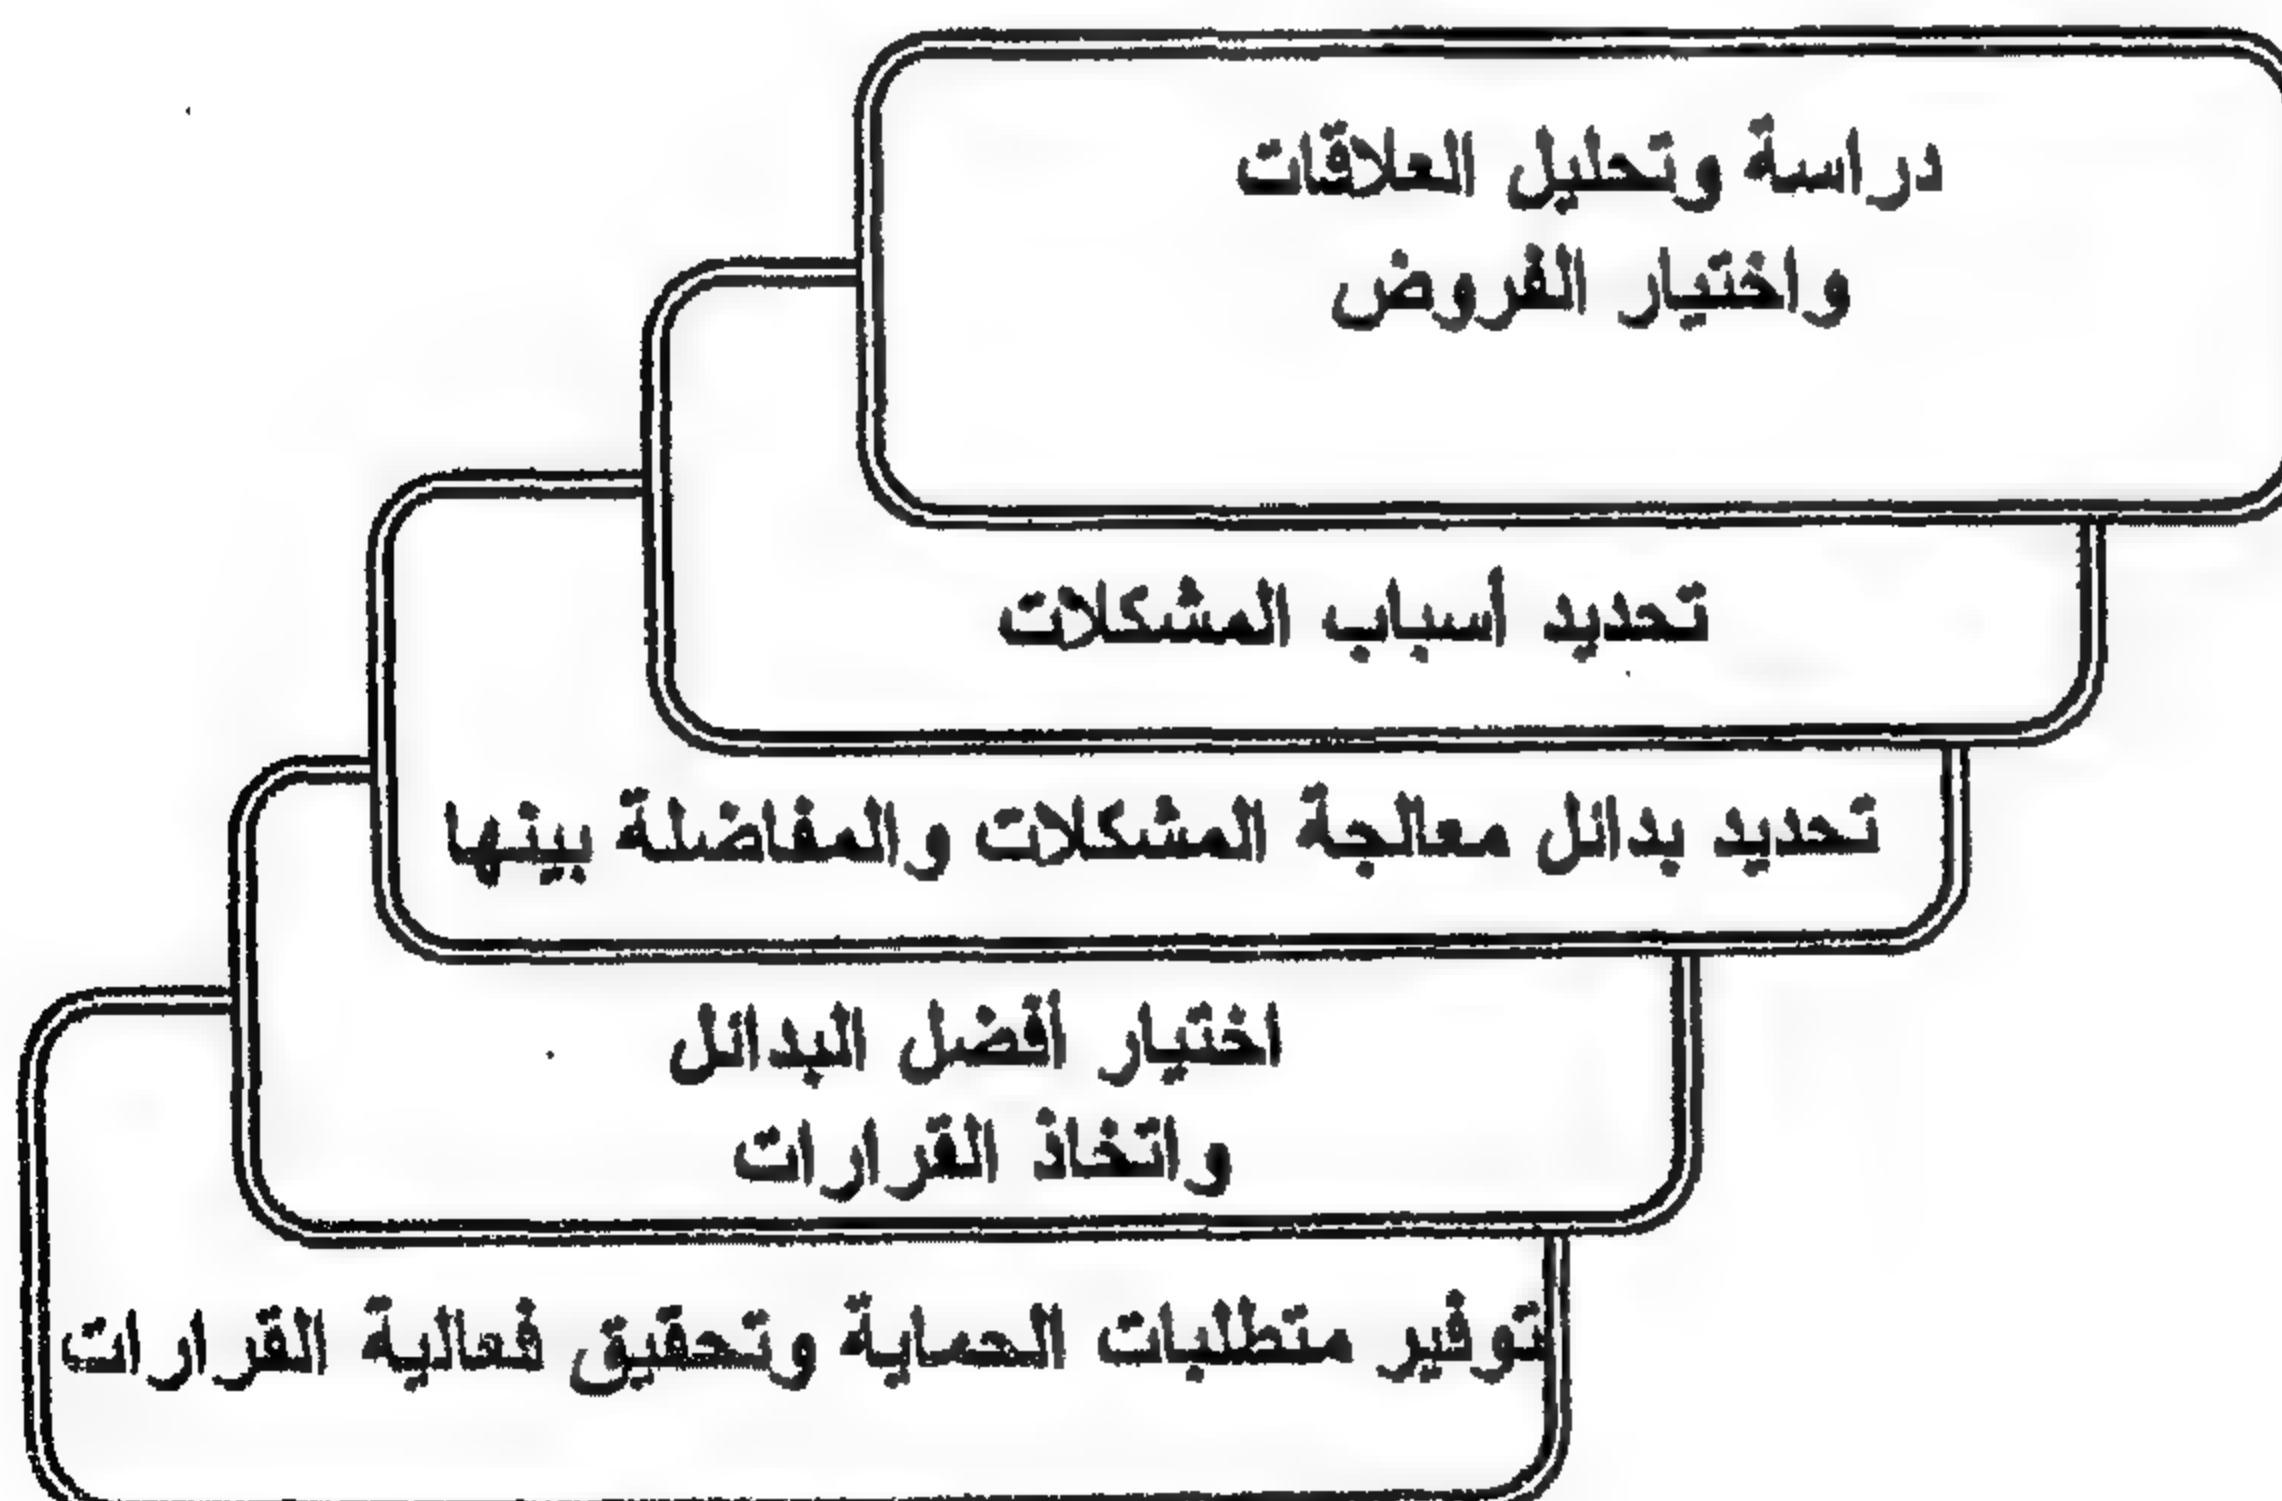 دراسة وتحليل العلاقات
واختيار الفروض
تحديد أسباب المشكلات
تحديد بدائل معالجة المشكلات والمفاضلة بينها
اختيار أفضل البدائل
واتخاذ القرارات
توفير متطلبات الحماية وتحقيق فعالية القرارات